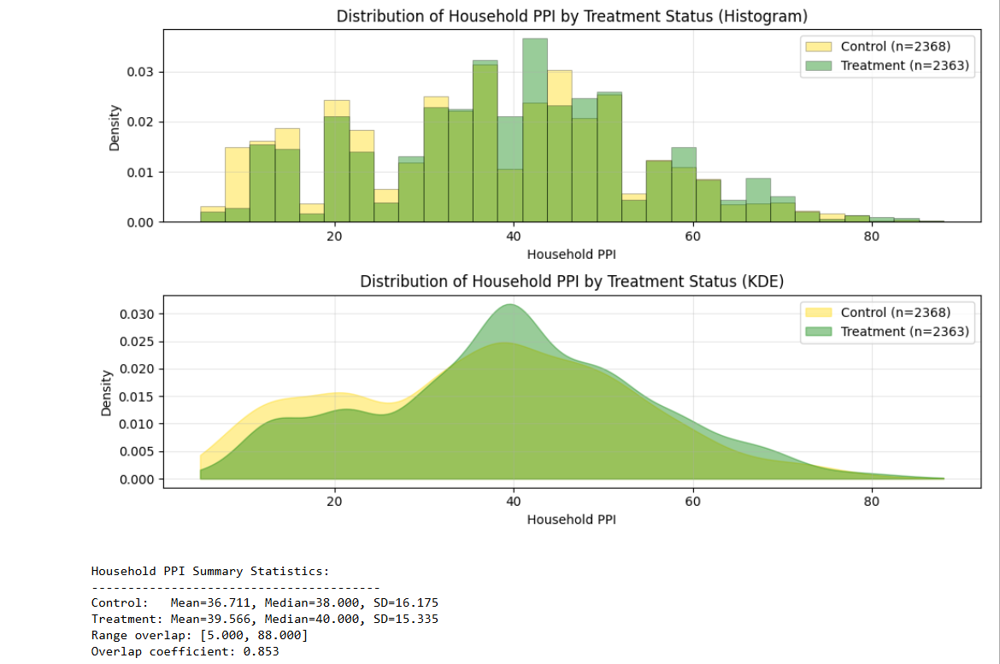 Distribution of Household PPI by Treatment Status (Histogram)
Control (n=2368)
Treatment (n=2363)
Density
0.03
0.02
0.01
0.00
20 40 60 80
Household PPI
Distribution of Household PPI by Treatment Status (KDE)
Control (n=2368)
Treatment (n=2363)
Density
0.030
0.025
0.020
0.015
0.010
0.005
0.000
20 40 60 80
Household PPI
Household PPI Summary Statistics:
----------------------------------------
Control:   Mean=36.711, Median=38.000, SD=16.175
Treatment: Mean=39.566, Median=40.000, SD=15.335
Range overlap: [5.000, 88.000]
Overlap coefficient: 0.853